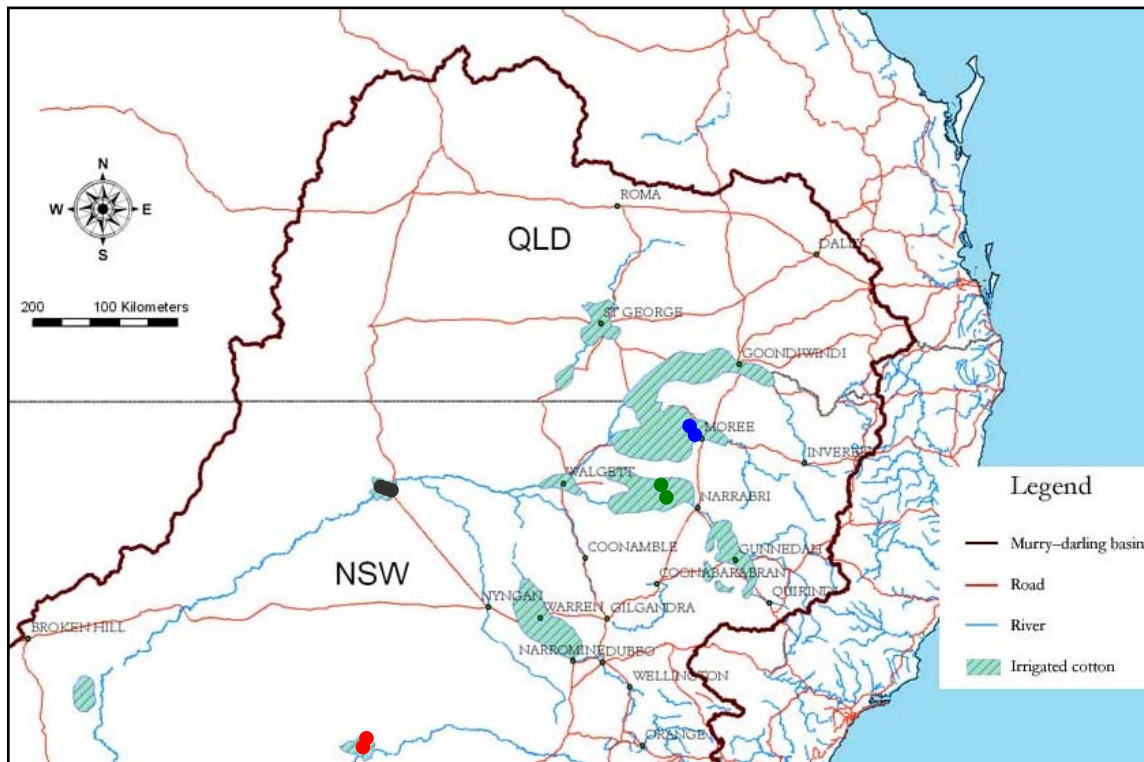 N
W E
S
200 100 Kilometers
QLD
ROMA
DALBY
ST GEORGE
GOONDIWINDI
MOREE
WALGETT
NARRABRI
COONAMBLE
GUNNEDAH
COONABARABRAN
QUIRINDI
NSW
NYNGAN
WARREN
GILGANDRA
BROKEN HILL
NARROMINE
DUBBO
WELLINGTON
ORANGE
Legend
Murry–darling basin
Road
River
Irrigated cotton